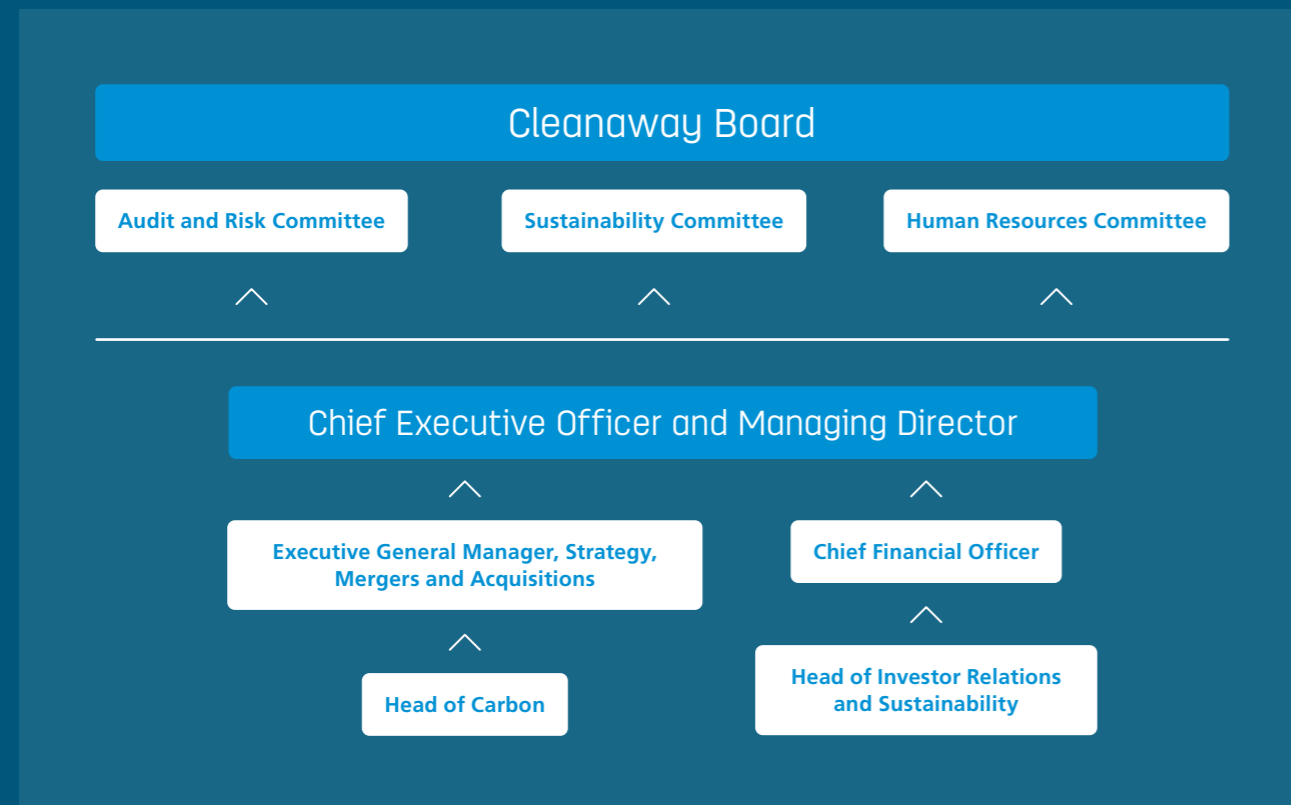 Cleanaway Board
Audit and Risk Committee
Sustainability Committee
Human Resources Committee
Chief Executive Officer and Managing Director
Executive General Manager, Strategy,
Mergers and Acquisitions
Chief Financial Officer
Head of Carbon
Head of Investor Relations
and Sustainability